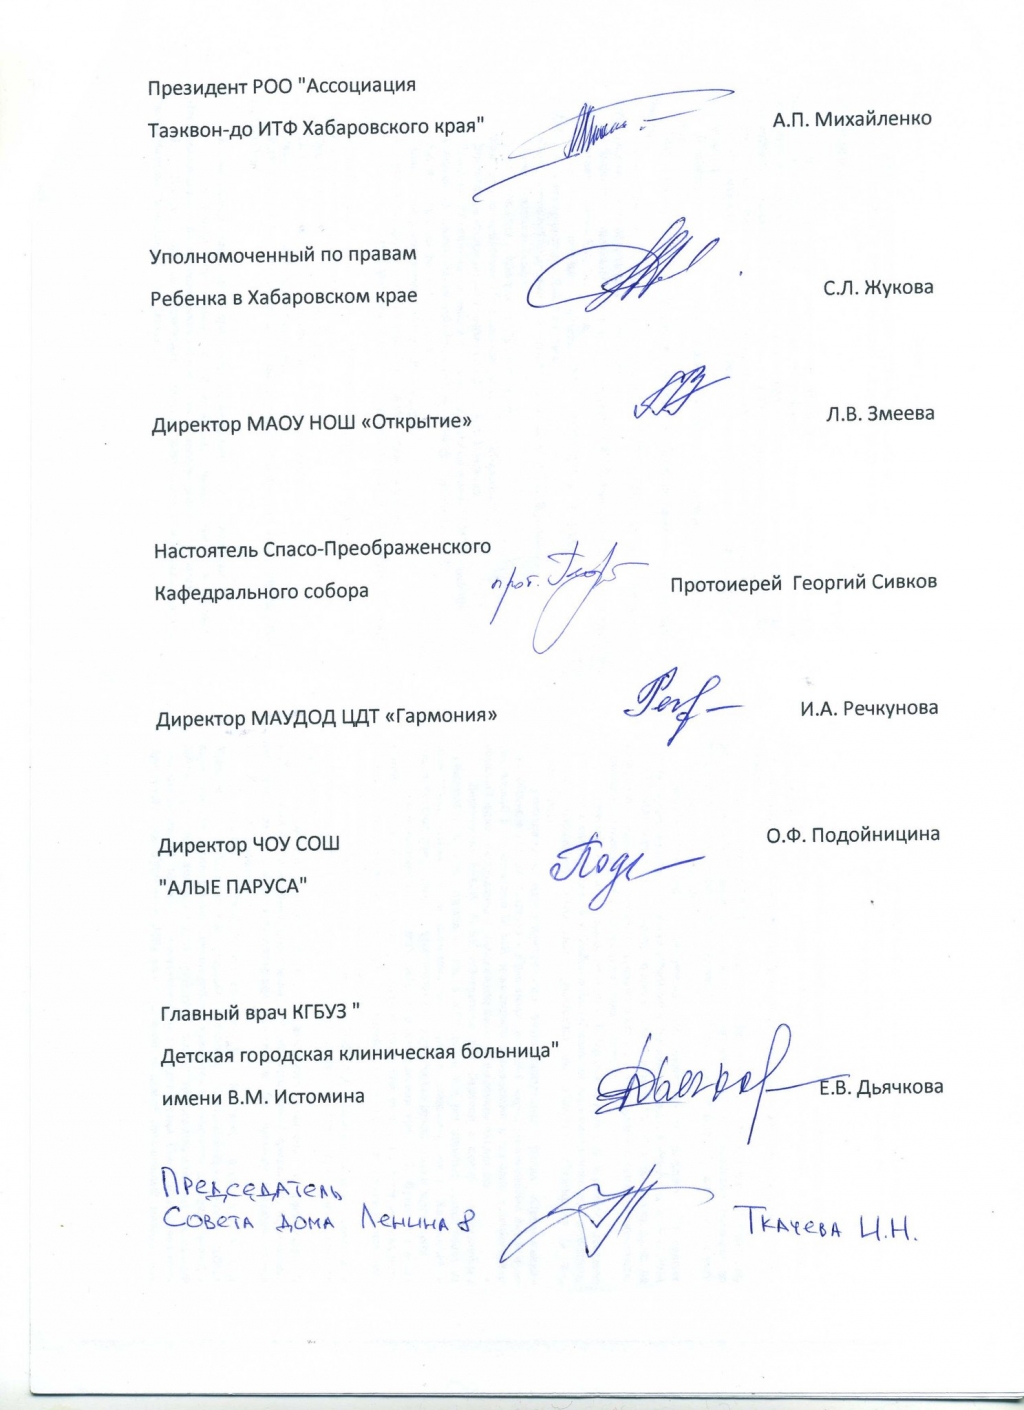 Президент РОО "Ассоциация
Таэквон-до ИТФ Хабаровского края"
А.П. Михайленко
Уполномоченный по правам
Ребенка в Хабаровском крае
С.Л. Жукова
Директор МАОУ НОШ «Открытие»
Л.В. Змеева
Настоятель Спасо-Преображенского
Кафедрального собора
прот.
Протоиерей Георгий Сивков
Директор МАУДОД ЦДТ «Гармония»
И.А. Речкунова
Директор ЧОУ СОШ
"АЛЫЕ ПАРУСА"
О.Ф. Подойницина
Главный врач КГБУЗ "
Детская городская клиническая больница"
имени В.М. Истомина
Е.В. Дьячкова
Председатель
Совета дома Ленина 8
Ткачева И.Н.